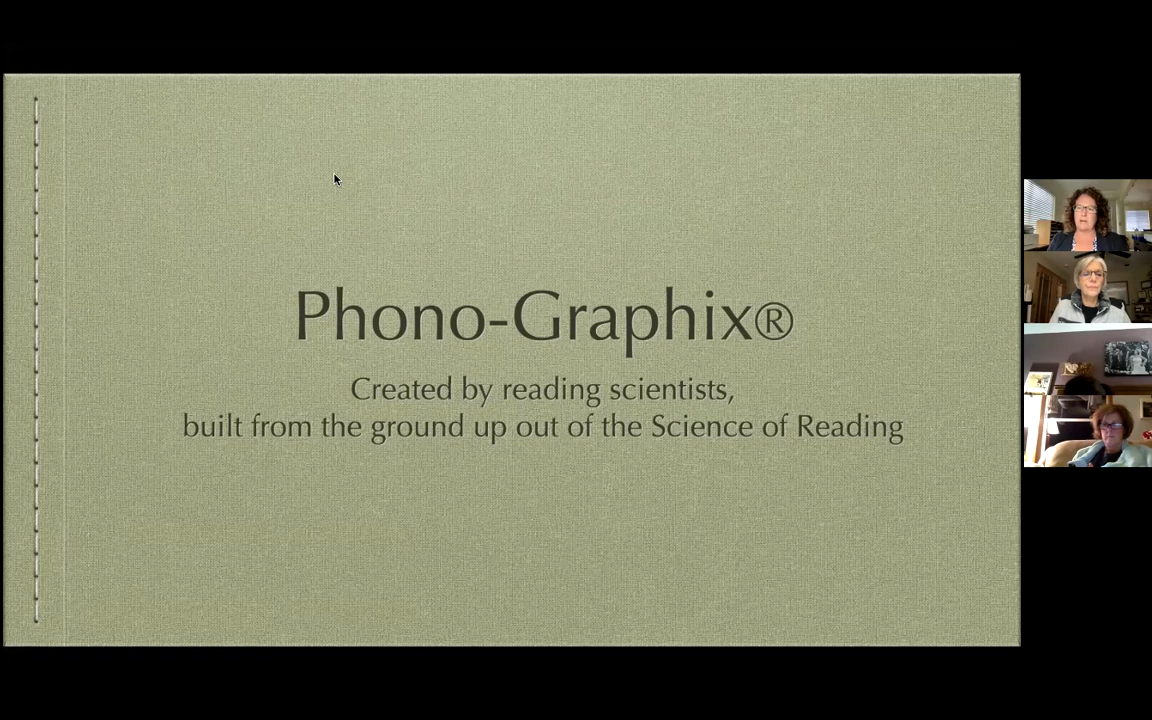 Phono-Graphix®
Created by reading scientists,
built from the ground up out of the Science of Reading